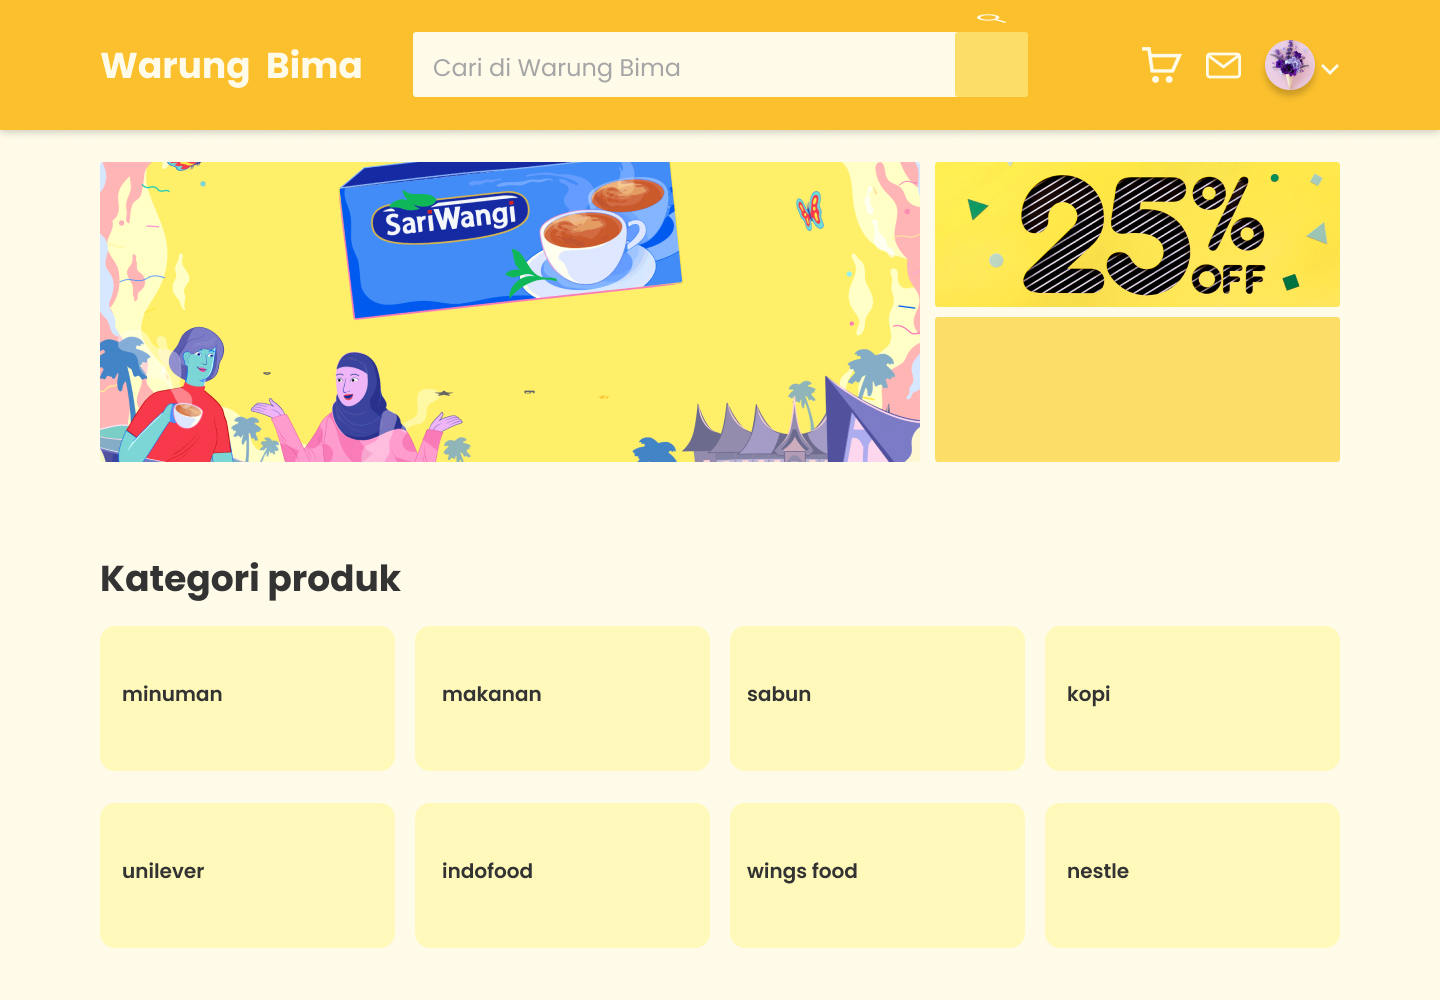 Warung Bima
Cari di Warung Bima
SariWangi
25%
OFF
Kategori produk
minuman
makanan
sabun
kopi
unilever
indofood
wings food
nestle